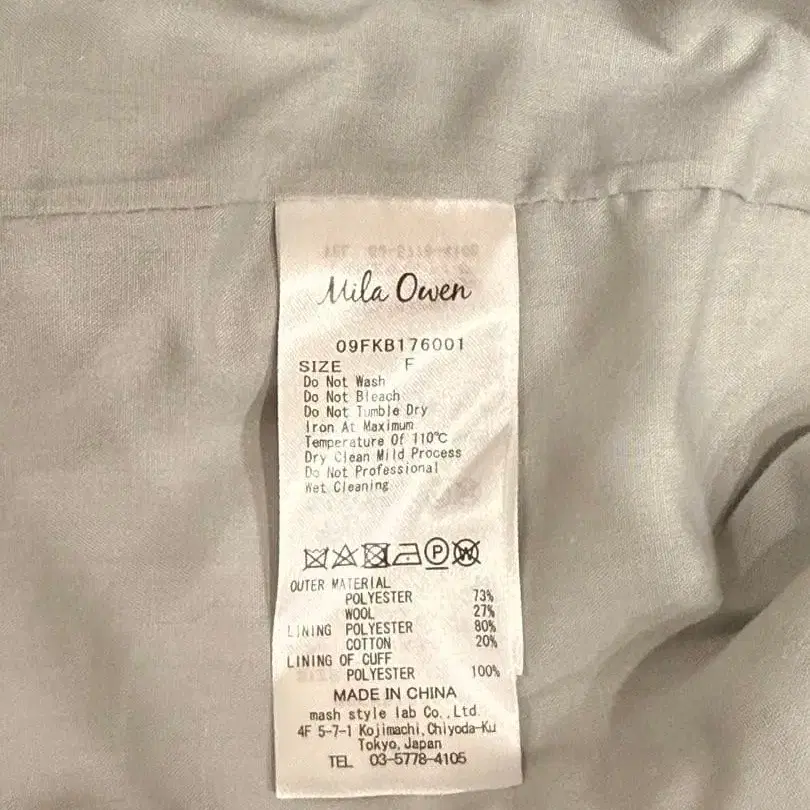 Mila Owen
09FKB176001
SIZE F
Do Not Wash
Do Not Bleach
Do Not Tumble Dry
Iron At Maximum
Temperature Of 110℃
Dry Clean Mild Process
Do Not Professional
Wet Cleaning
P W
OUTER MATERIAL
POLYESTER 73%
WOOL 27%
LINING POLYESTER 80%
COTTON 20%
LINING OF CUFF
POLYESTER 100%
MADE IN CHINA
mash style lab Co.,Ltd.
4F 5-7-1 Kojimachi,Chiyoda-Ku
Tokyo,Japan
TEL 03-5778-4105